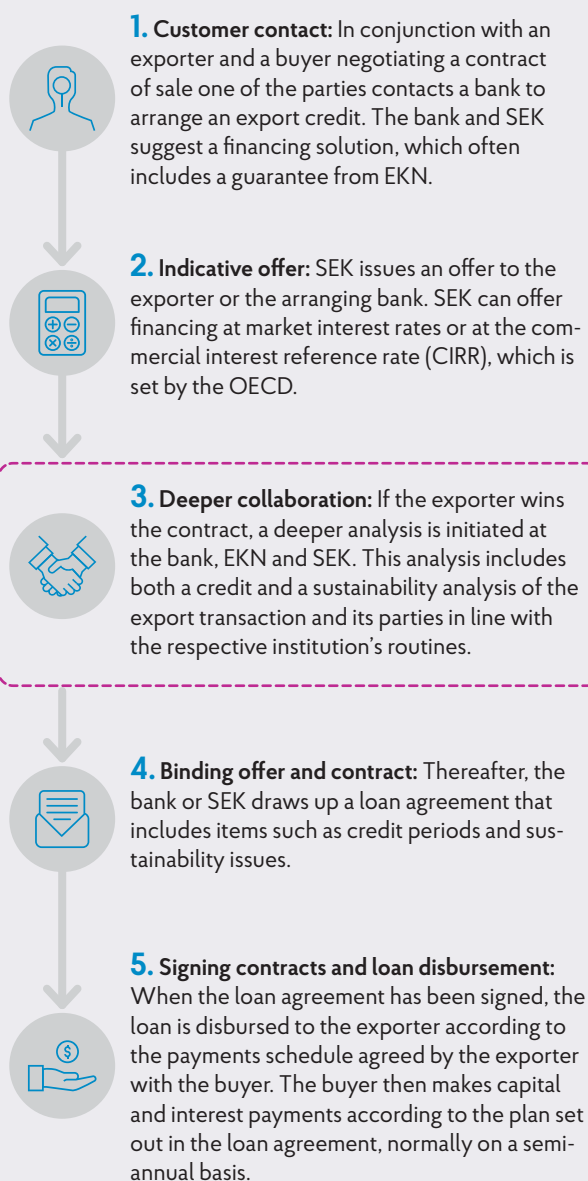 1. Customer contact: In conjunction with an
exporter and a buyer negotiating a contract
of sale one of the parties contacts a bank to
arrange an export credit. The bank and SEK
suggest a financing solution, which often
includes a guarantee from EKN.
2. Indicative offer: SEK issues an offer to the
exporter or the arranging bank. SEK can offer
financing at market interest rates or at the com-
mercial interest reference rate (CIRR), which is
set by the OECD.
3. Deeper collaboration: If the exporter wins
the contract, a deeper analysis is initiated at
the bank, EKN and SEK. This analysis includes
both a credit and a sustainability analysis of the
export transaction and its parties in line with
the respective institution’s routines.
4. Binding offer and contract: Thereafter, the
bank or SEK draws up a loan agreement that
includes items such as credit periods and sus-
tainability issues.
5. Signing contracts and loan disbursement:
When the loan agreement has been signed, the
loan is disbursed to the exporter according to
the payments schedule agreed by the exporter
with the buyer. The buyer then makes capital
and interest payments according to the plan set
out in the loan agreement, normally on a semi-
annual basis.